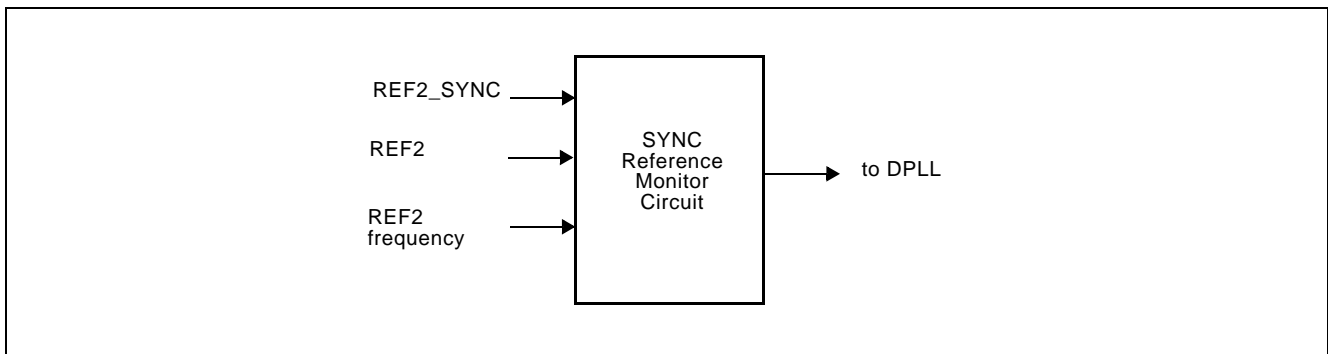 REF2_SYNC
REF2
REF2
frequency
SYNC
Reference
Monitor
Circuit
to DPLL